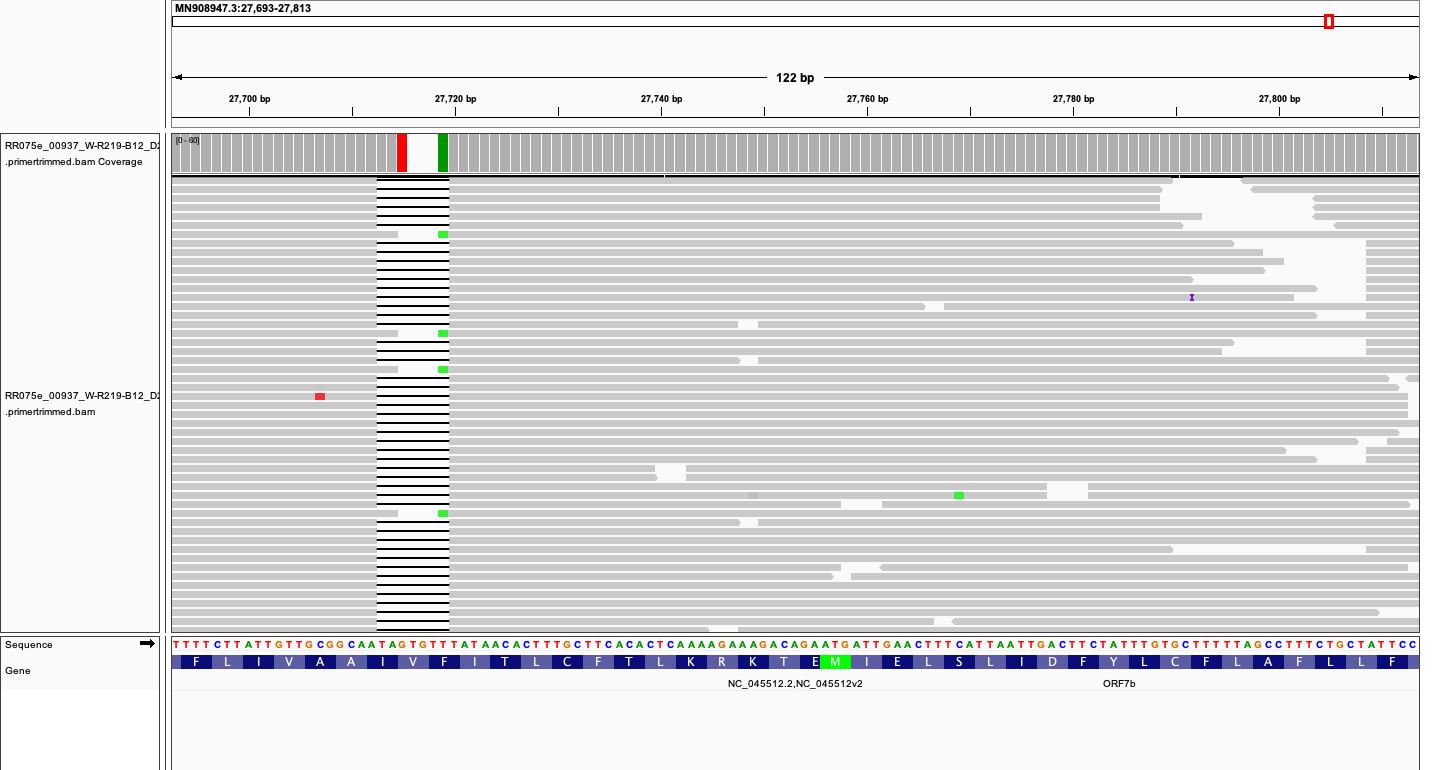 MN908947.3:27,693-27,813
122 bp
27,700 bp 27,720 bp 27,740 bp 27,760 bp 27,780 bp 27,800 bp
RR075e_00937_W-R219-B12_D2
.primertrimmed.bam Coverage
[0 - 60]
RR075e_00937_W-R219-B12_D2
.primertrimmed.bam
Sequence
TTTTCTTATTGTTGCGGCAATAGTGTTTATAACACTTTGCTTCACACTCAAAAGAAAGACAGAATGATTGAACTTTCATTAATTGACTTCTATTTGTGCTTTTTAGCCTTTCTGCTATTCC
Gene
F L I V A A I V F I T L C F T L K R K T E M I E L S L I D F Y L C F L A F L L F
NC_045512.2,NC_045512v2 ORF7b